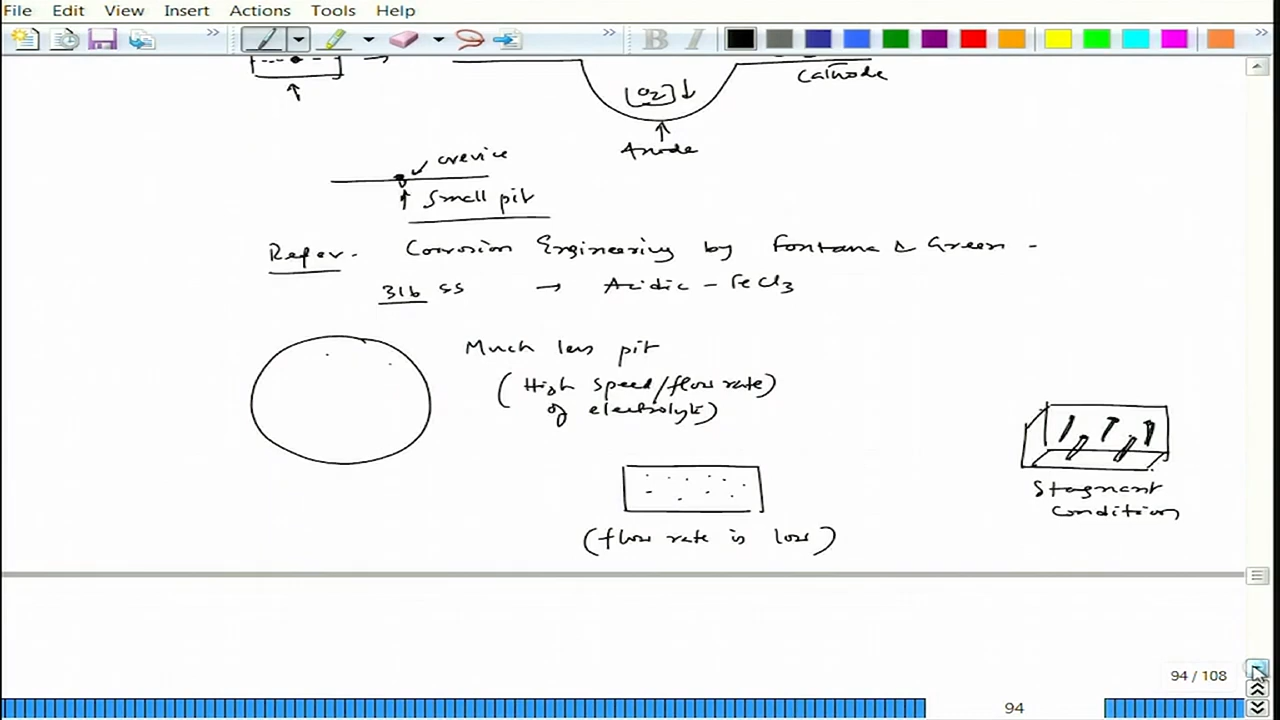 File Edit View Insert Actions Tools Help
B I
[O2]↓
Cathode
Anode
crevice
Small pit
Refer. Corrosion Engineering by Fontana & Green -
316 SS → Acidic - FeCl3
Much less pit
(High Speed/flow rate)
of electrolyte)
(flow rate is less)
Stagnant
Condition
94 / 108
94